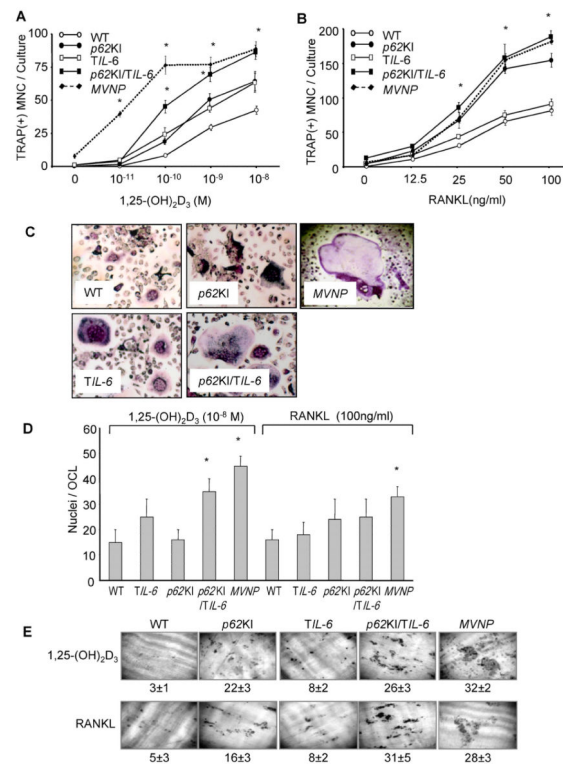 A
TRAP(+) MNC / Culture
100
75
50
25
0
WT
p62KI
TIL-6
p62KI/TIL-6
MVNP
*
*
*
*
*
*
0
10⁻¹¹
10⁻¹⁰
10⁻⁹
10⁻⁸
1,25-(OH)₂D₃ (M)
B
TRAP(+) MNC / Culture
200
150
100
50
0
WT
p62KI
TIL-6
p62KI/TIL-6
MVNP
*
*
*
0
12.5
25
50
100
RANKL(ng/ml)
C
WT
p62KI
MVNP
TIL-6
p62KI/TIL-6
D
1,25-(OH)₂D₃ (10⁻⁸ M)
RANKL (100ng/ml)
Nuclei / OCL
60
50
40
30
20
10
0
*
*
*
WT TIL-6 p62KI p62KI MVNP WT TIL-6 p62KI p62KI MVNP
/TIL-6 /TIL-6
E
WT p62KI TIL-6 p62KI/TIL-6 MVNP
1,25-(OH)₂D₃
3±1 22±3 8±2 26±3 32±2
RANKL
5±3 16±3 8±2 31±5 28±3